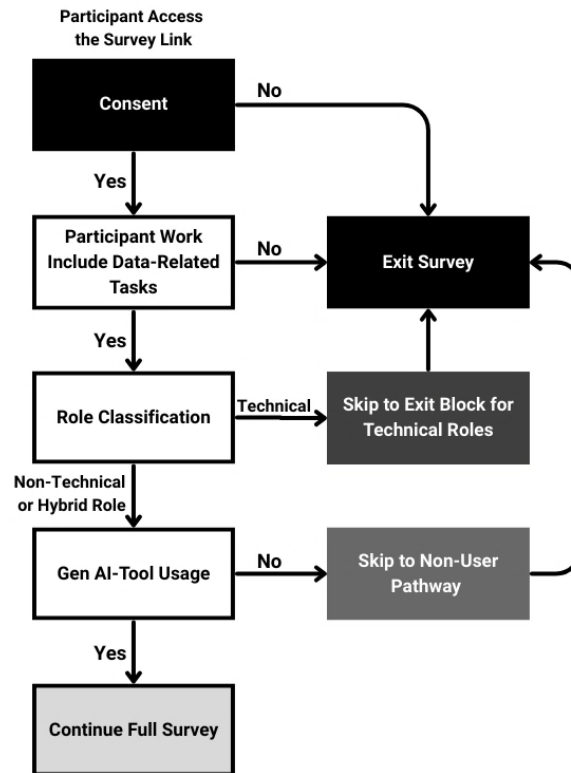 Participant Access
the Survey Link
Consent
No
Yes
Participant Work
Include Data-Related
Tasks
No
Exit Survey
Yes
Role Classification
Technical
Skip to Exit Block for
Technical Roles
Non-Technical
or Hybrid Role
Gen AI-Tool Usage
No
Skip to Non-User
Pathway
Yes
Continue Full Survey